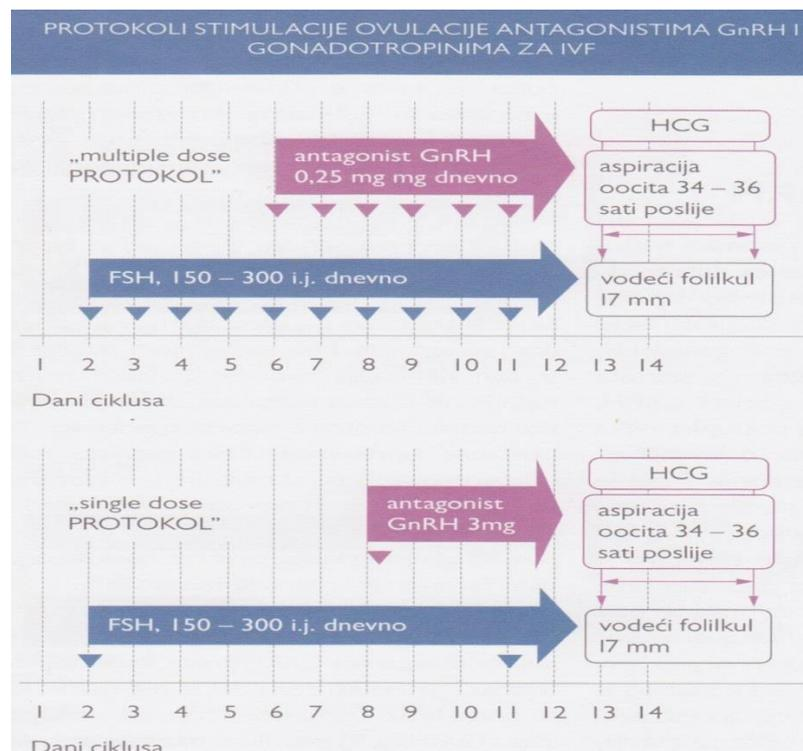 PROTOKOLI STIMULACIJE OVULACIJE ANTAGONISTIMA GnRH I
GONADOTROPINIMA ZA IVF
„multiple dose
PROTOKOL”
antagonist GnRH
0,25 mg mg dnevno
HCG
aspiracija
oocita 34 – 36
sati poslije
FSH, 150 – 300 i.j. dnevno
vodeći folilkul
17 mm
1 2 3 4 5 6 7 8 9 10 11 12 13 14
Dani ciklusa
„single dose
PROTOKOL”
antagonist
GnRH 3mg
HCG
aspiracija
oocita 34 – 36
sati poslije
FSH, 150 – 300 i.j. dnevno
vodeći folilkul
17 mm
1 2 3 4 5 6 7 8 9 10 11 12 13 14
Dani ciklusa